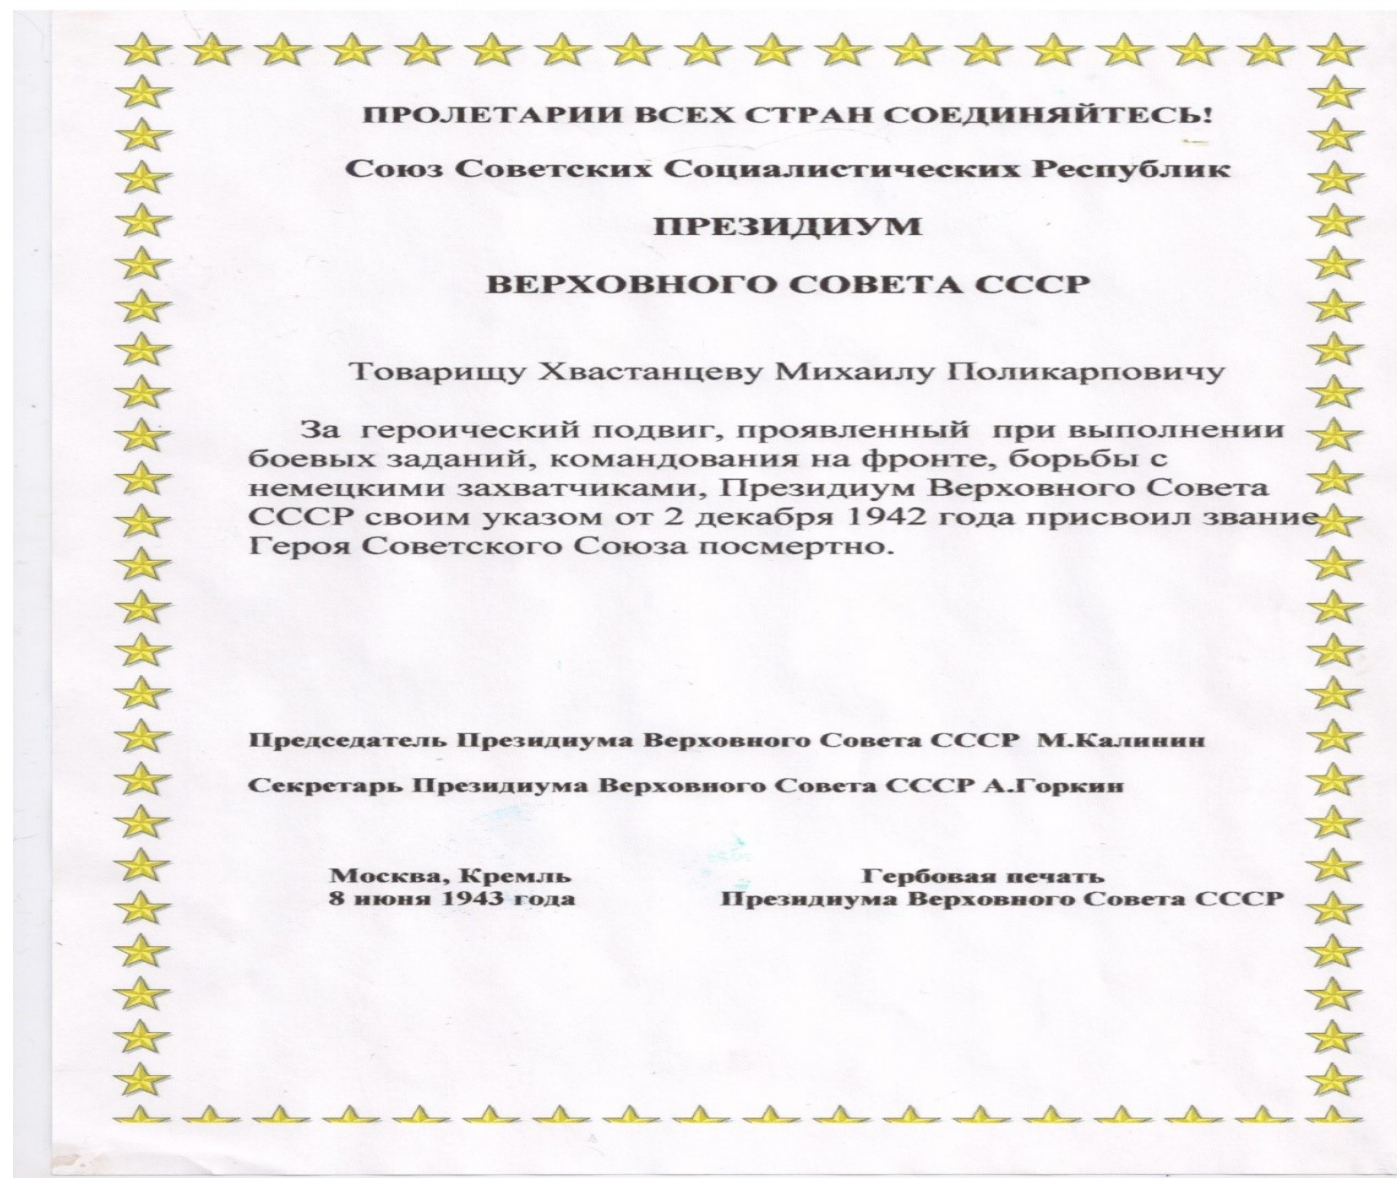 ПРОЛЕТАРИИ ВСЕХ СТРАН СОЕДИНЯЙТЕСЬ!
Союз Советских Социалистических Республик
ПРЕЗИДИУМ
ВЕРХОВНОГО СОВЕТА СССР
Товарищу Хвастанцеву Михаилу Поликарповичу
За героический подвиг, проявленный при выполнении
боевых заданий, командования на фронте, борьбы с
немецкими захватчиками, Президиум Верховного Совета
СССР своим указом от 2 декабря 1942 года присвоил звание
Героя Советского Союза посмертно.
Председатель Президиума Верховного Совета СССР М.Калинин
Секретарь Президиума Верховного Совета СССР А.Горкин
Москва, Кремль
8 июня 1943 года
Гербовая печать
Президиума Верховного Совета СССР